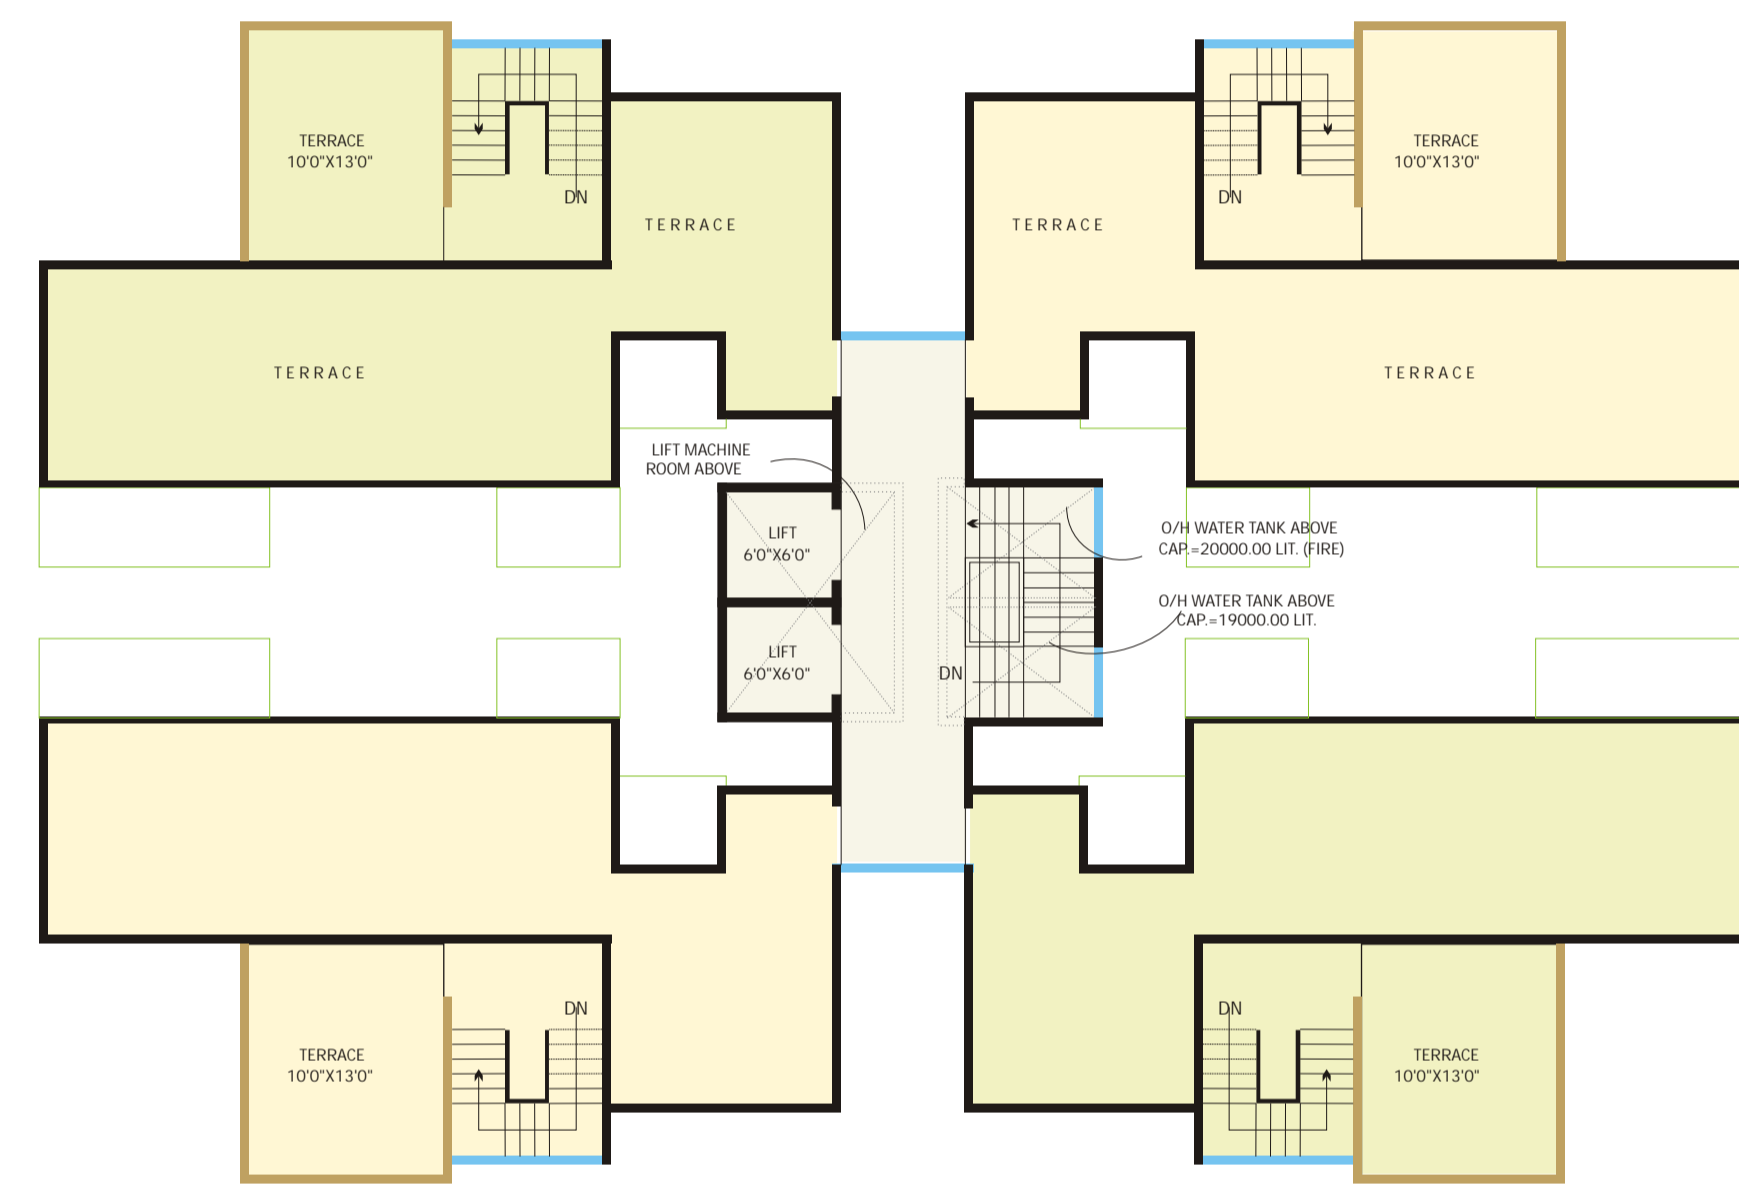 TERRACE
10'0"X13'0"
DN
TERRACE
TERRACE
TERRACE
DN
TERRACE
10'0"X13'0"
TERRACE
LIFT MACHINE
ROOM ABOVE
LIFT
6'0"X6'0"
LIFT
6'0"X6'0"
DN
O/H WATER TANK ABOVE
CAP.=20000.00 LIT. (FIRE)
O/H WATER TANK ABOVE
CAP.=19000.00 LIT.
DN
TERRACE
10'0"X13'0"
DN
TERRACE
10'0"X13'0"